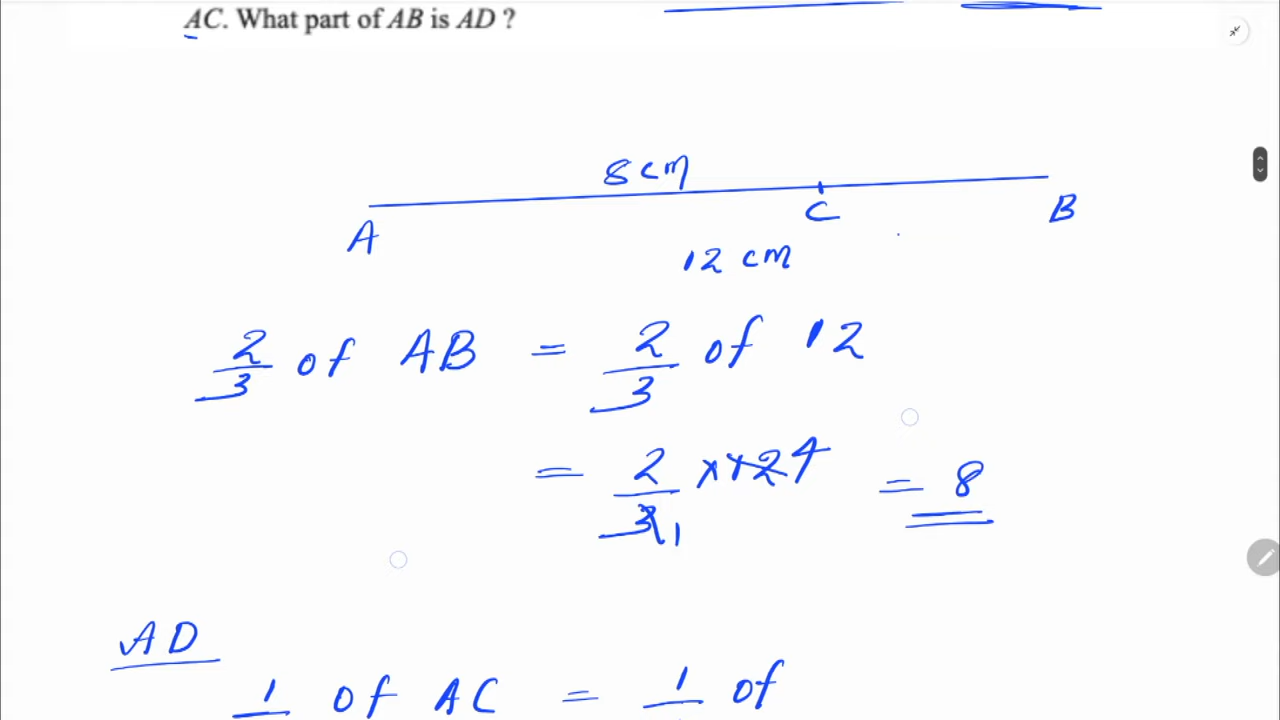 AC. What part of AB is AD ?
8 cm
A C B
12 cm
2/3 of AB = 2/3 of 12
= 2/3 1 × 12 4 = 8
AD
1 of AC = 1 of